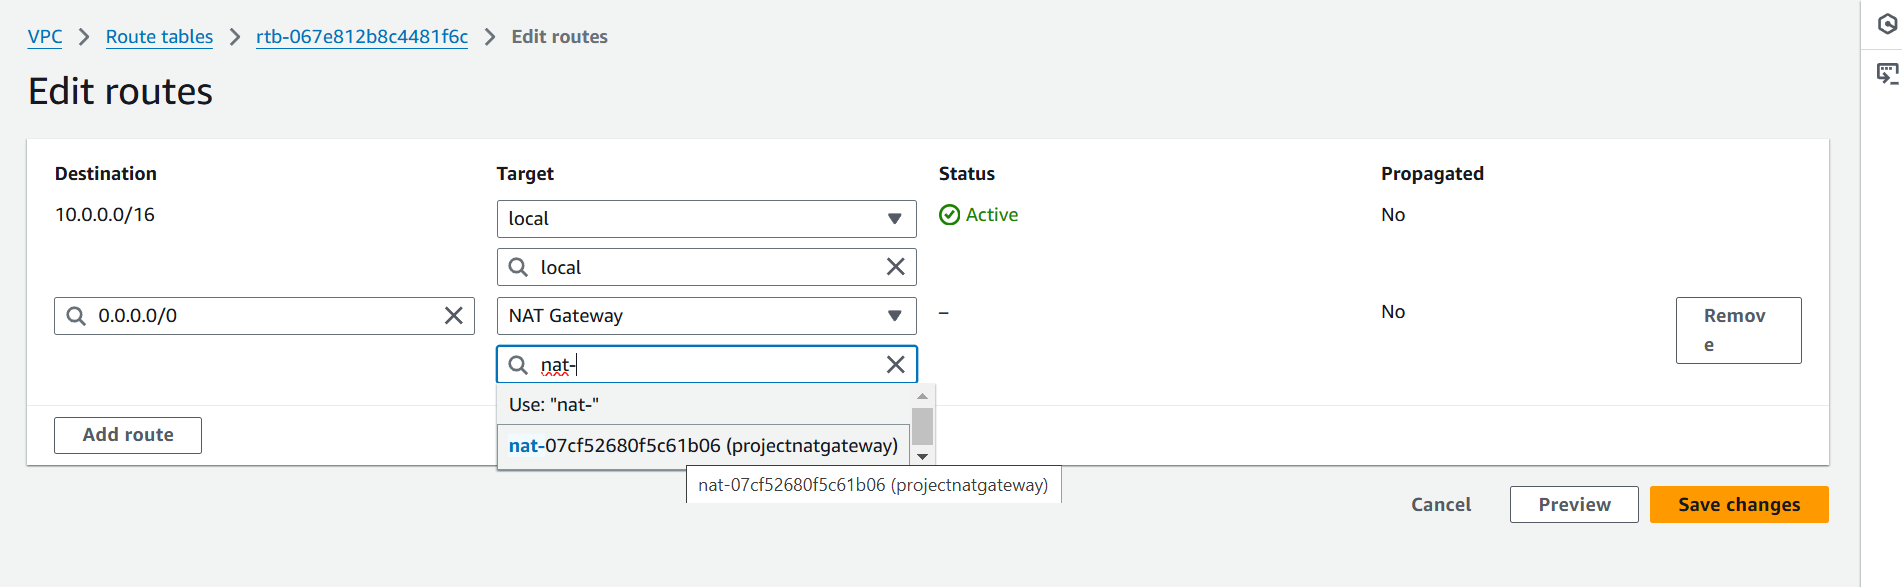 VPC > Route tables > rtb-067e812b8c4481f6c > Edit routes
Edit routes
Destination Target Status Propagated
10.0.0.0/16 local Active No
local
0.0.0.0/0 NAT Gateway – No Remov
e
nat-
Use: "nat-"
Add route
nat-07cf52680f5c61b06 (projectnatgateway)
nat-07cf52680f5c61b06 (projectnatgateway)
Cancel Preview Save changes